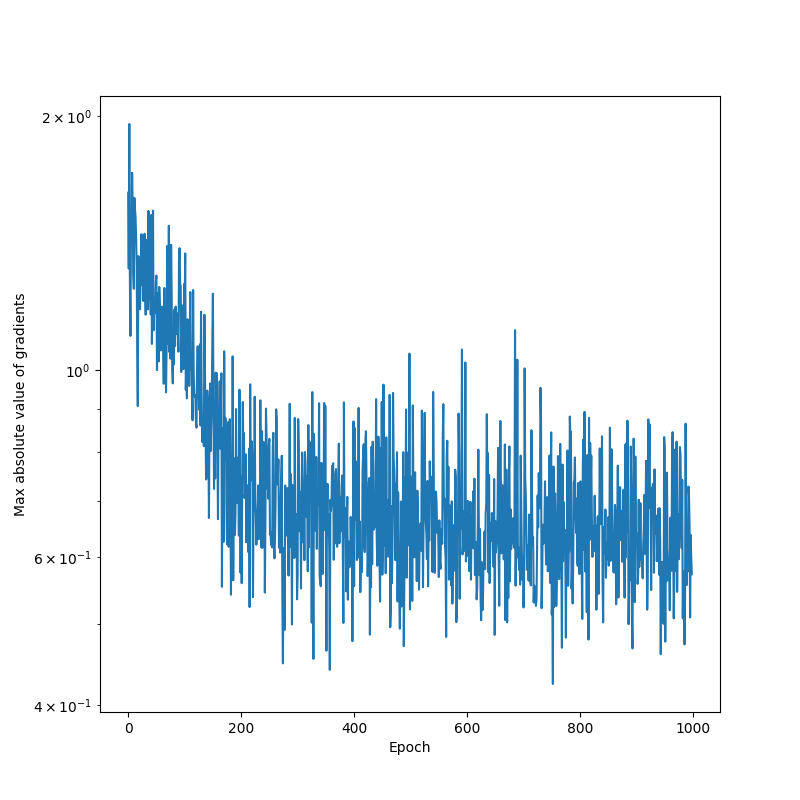 2 × 10⁰
10⁰
6 × 10⁻¹
4 × 10⁻¹
Max absolute value of gradients
0 200 400 600 800 1000
Epoch